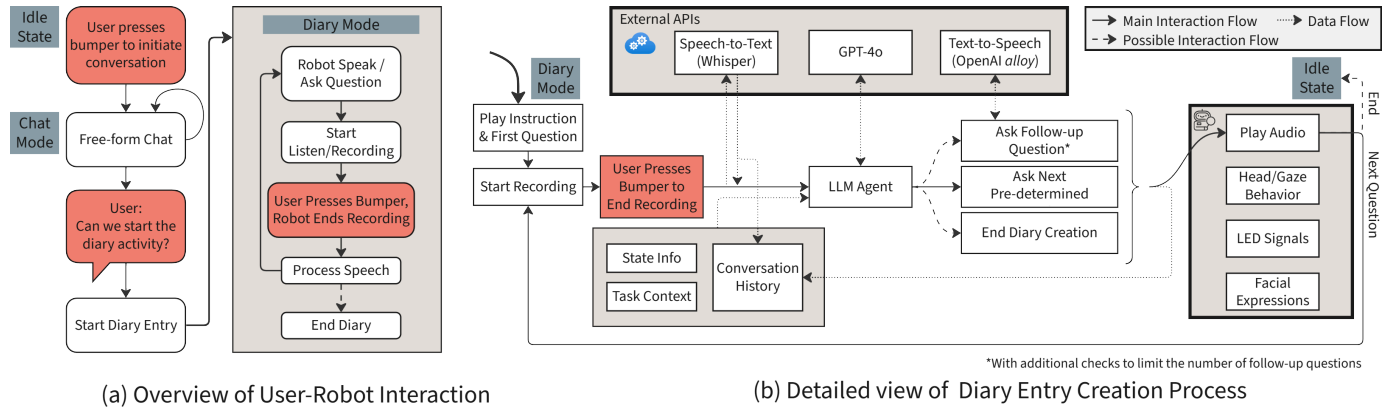 Idle
State
User presses
bumper to initiate
conversation
Chat
Mode
Free-form Chat
User:
Can we start the
diary activity?
Start Diary Entry
Diary Mode
Robot Speak /
Ask Question
Start
Listen/Recording
User Presses Bumper,
Robot Ends Recording
Process Speech
End Diary
(a) Overview of User-Robot Interaction
External APIs
Speech-to-Text
(Whisper)
GPT-4o
Text-to-Speech
(OpenAI alloy)
Main Interaction Flow
Data Flow
Possible Interaction Flow
Diary
Mode
Play Instruction
& First Question
Start Recording
User Presses
Bumper to
End Recording
LLM Agent
State Info
Task Context
Conversation
History
Ask Follow-up
Question*
Ask Next
Pre-determined
End Diary Creation
Idle
State
End
Next Question
Play Audio
Head/Gaze
Behavior
LED Signals
Facial
Expressions
*With additional checks to limit the number of follow-up questions
(b) Detailed view of Diary Entry Creation Process